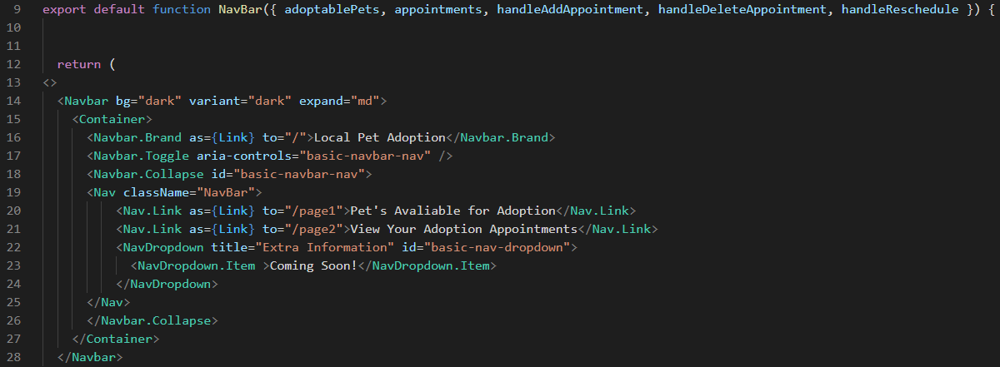 9 export default function NavBar({ adoptablePets, appointments, handleAddAppointment, handleDeleteAppointment, handleReschedule }) {
10
11
12 return (
13 <>
14 <Navbar bg="dark" variant="dark" expand="md">
15 <Container>
16 <Navbar.Brand as={Link} to="/">Local Pet Adoption</Navbar.Brand>
17 <Navbar.Toggle aria-controls="basic-navbar-nav" />
18 <Navbar.Collapse id="basic-navbar-nav">
19 <Nav className="NavBar">
20 <Nav.Link as={Link} to="/page1">Pet's Avaliable for Adoption</Nav.Link>
21 <Nav.Link as={Link} to="/page2">View Your Adoption Appointments</Nav.Link>
22 <NavDropdown title="Extra Information" id="basic-nav-dropdown">
23 <NavDropdown.Item >Coming Soon!</NavDropdown.Item>
24 </NavDropdown>
25 </Nav>
26 </Navbar.Collapse>
27 </Container>
28 </Navbar>